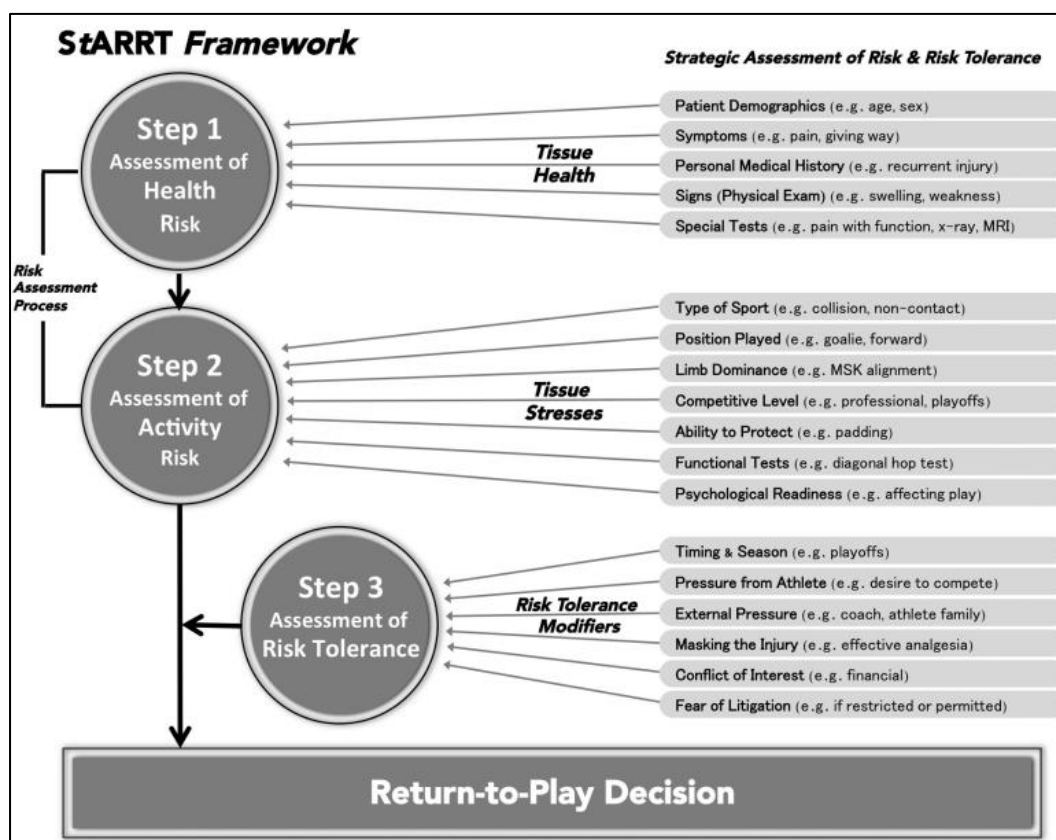 StARRT Framework
Strategic Assessment of Risk & Risk Tolerance
Step 1
Assessment of
Health
Risk
Tissue
Health
Patient Demographics (e.g. age, sex)
Symptoms (e.g. pain, giving way)
Personal Medical History (e.g. recurrent injury)
Signs (Physical Exam) (e.g. swelling, weakness)
Special Tests (e.g. pain with function, x-ray, MRI)
Risk
Assessment
Process
Step 2
Assessment of
Activity
Risk
Tissue
Stresses
Type of Sport (e.g. collision, non-contact)
Position Played (e.g. goalie, forward)
Limb Dominance (e.g. MSK alignment)
Competitive Level (e.g. professional, playoffs)
Ability to Protect (e.g. padding)
Functional Tests (e.g. diagonal hop test)
Psychological Readiness (e.g. affecting play)
Step 3
Assessment of
Risk Tolerance
Risk Tolerance
Modifiers
Timing & Season (e.g. playoffs)
Pressure from Athlete (e.g. desire to compete)
External Pressure (e.g. coach, athlete family)
Masking the Injury (e.g. effective analgesia)
Conflict of Interest (e.g. financial)
Fear of Litigation (e.g. if restricted or permitted)
Return-to-Play Decision